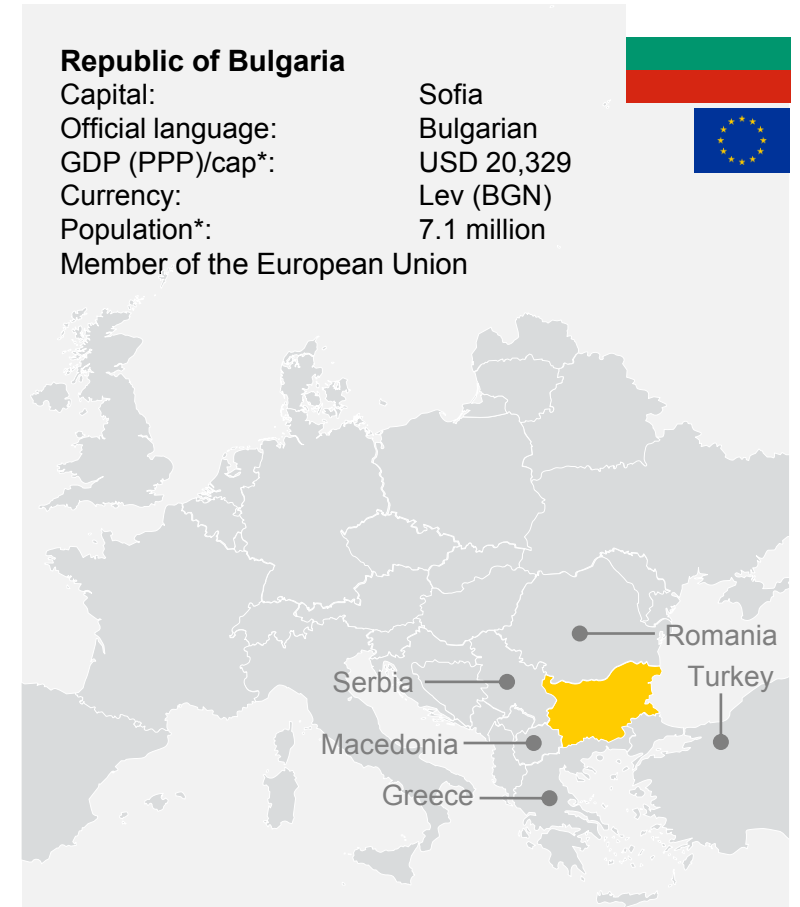 Republic of Bulgaria
Capital: Sofia
Official language: Bulgarian
GDP (PPP)/cap*: USD 20,329
Currency: Lev (BGN)
Population*: 7.1 million
Member of the European Union
Romania
Serbia
Turkey
Macedonia
Greece